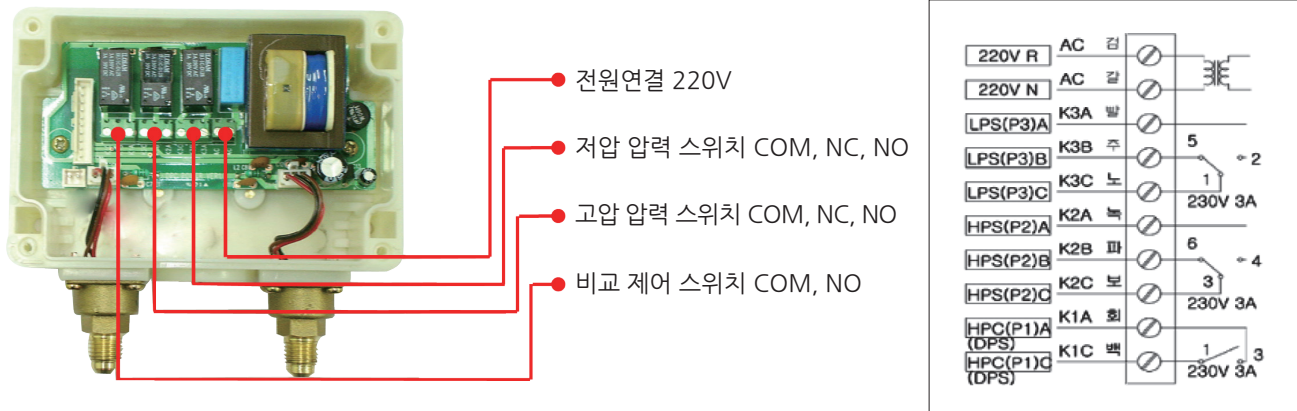 전원연결 220V
저압 압력 스위치 COM, NC, NO
고압 압력 스위치 COM, NC, NO
비교 제어 스위치 COM, NO
220V R AC 검
220V N AC 갈
LPS(P3)A K3A 빨
LPS(P3)B K3B 주 5
2
LPS(P3)C K3C 노 1
230V 3A
HPS(P2)A K2A 녹
HPS(P2)B K2B 파 6
4
HPS(P2)C K2C 보 3
230V 3A
HPC(P1)A K1A 회
(DPS)
HPC(P1)C K1C 백 1 3
(DPS) 230V 3A